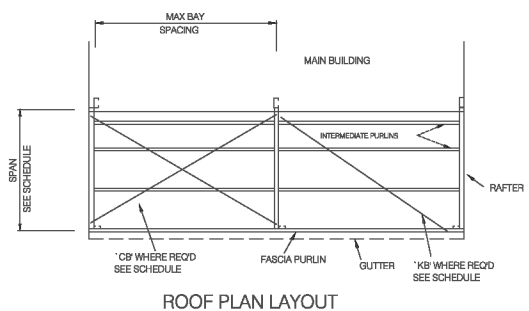 MAX BAY
SPACING
MAIN BUILDING
INTERMEDIATE PURLINS
SPAN
SEE SCHEDULE
RAFTER
`CB' WHERE REQ'D
SEE SCHEDULE
FASCIA PURLIN
GUTTER
`KB' WHERE REQ'D
SEE SCHEDULE
ROOF PLAN LAYOUT